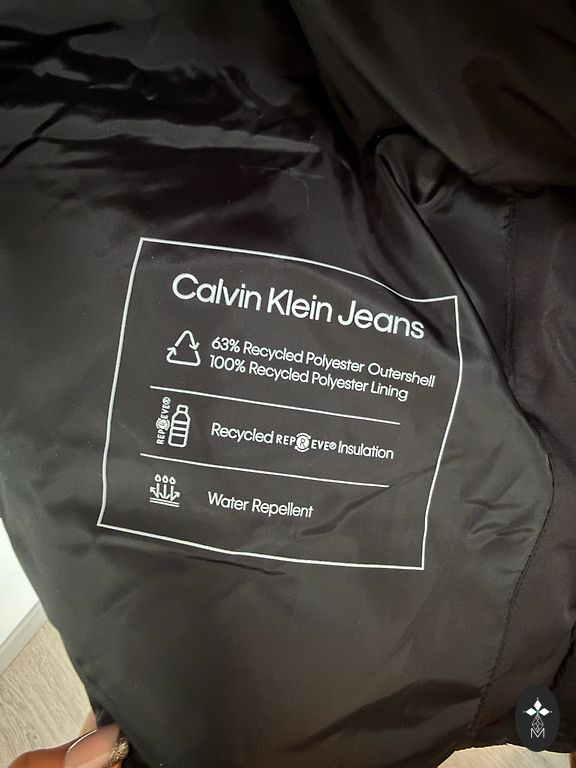 Calvin Klein Jeans
63% Recycled Polyester Outershell
100% Recycled Polyester Lining
REPREVE®
Recycled REPREVE® Insulation
Water Repellent
M